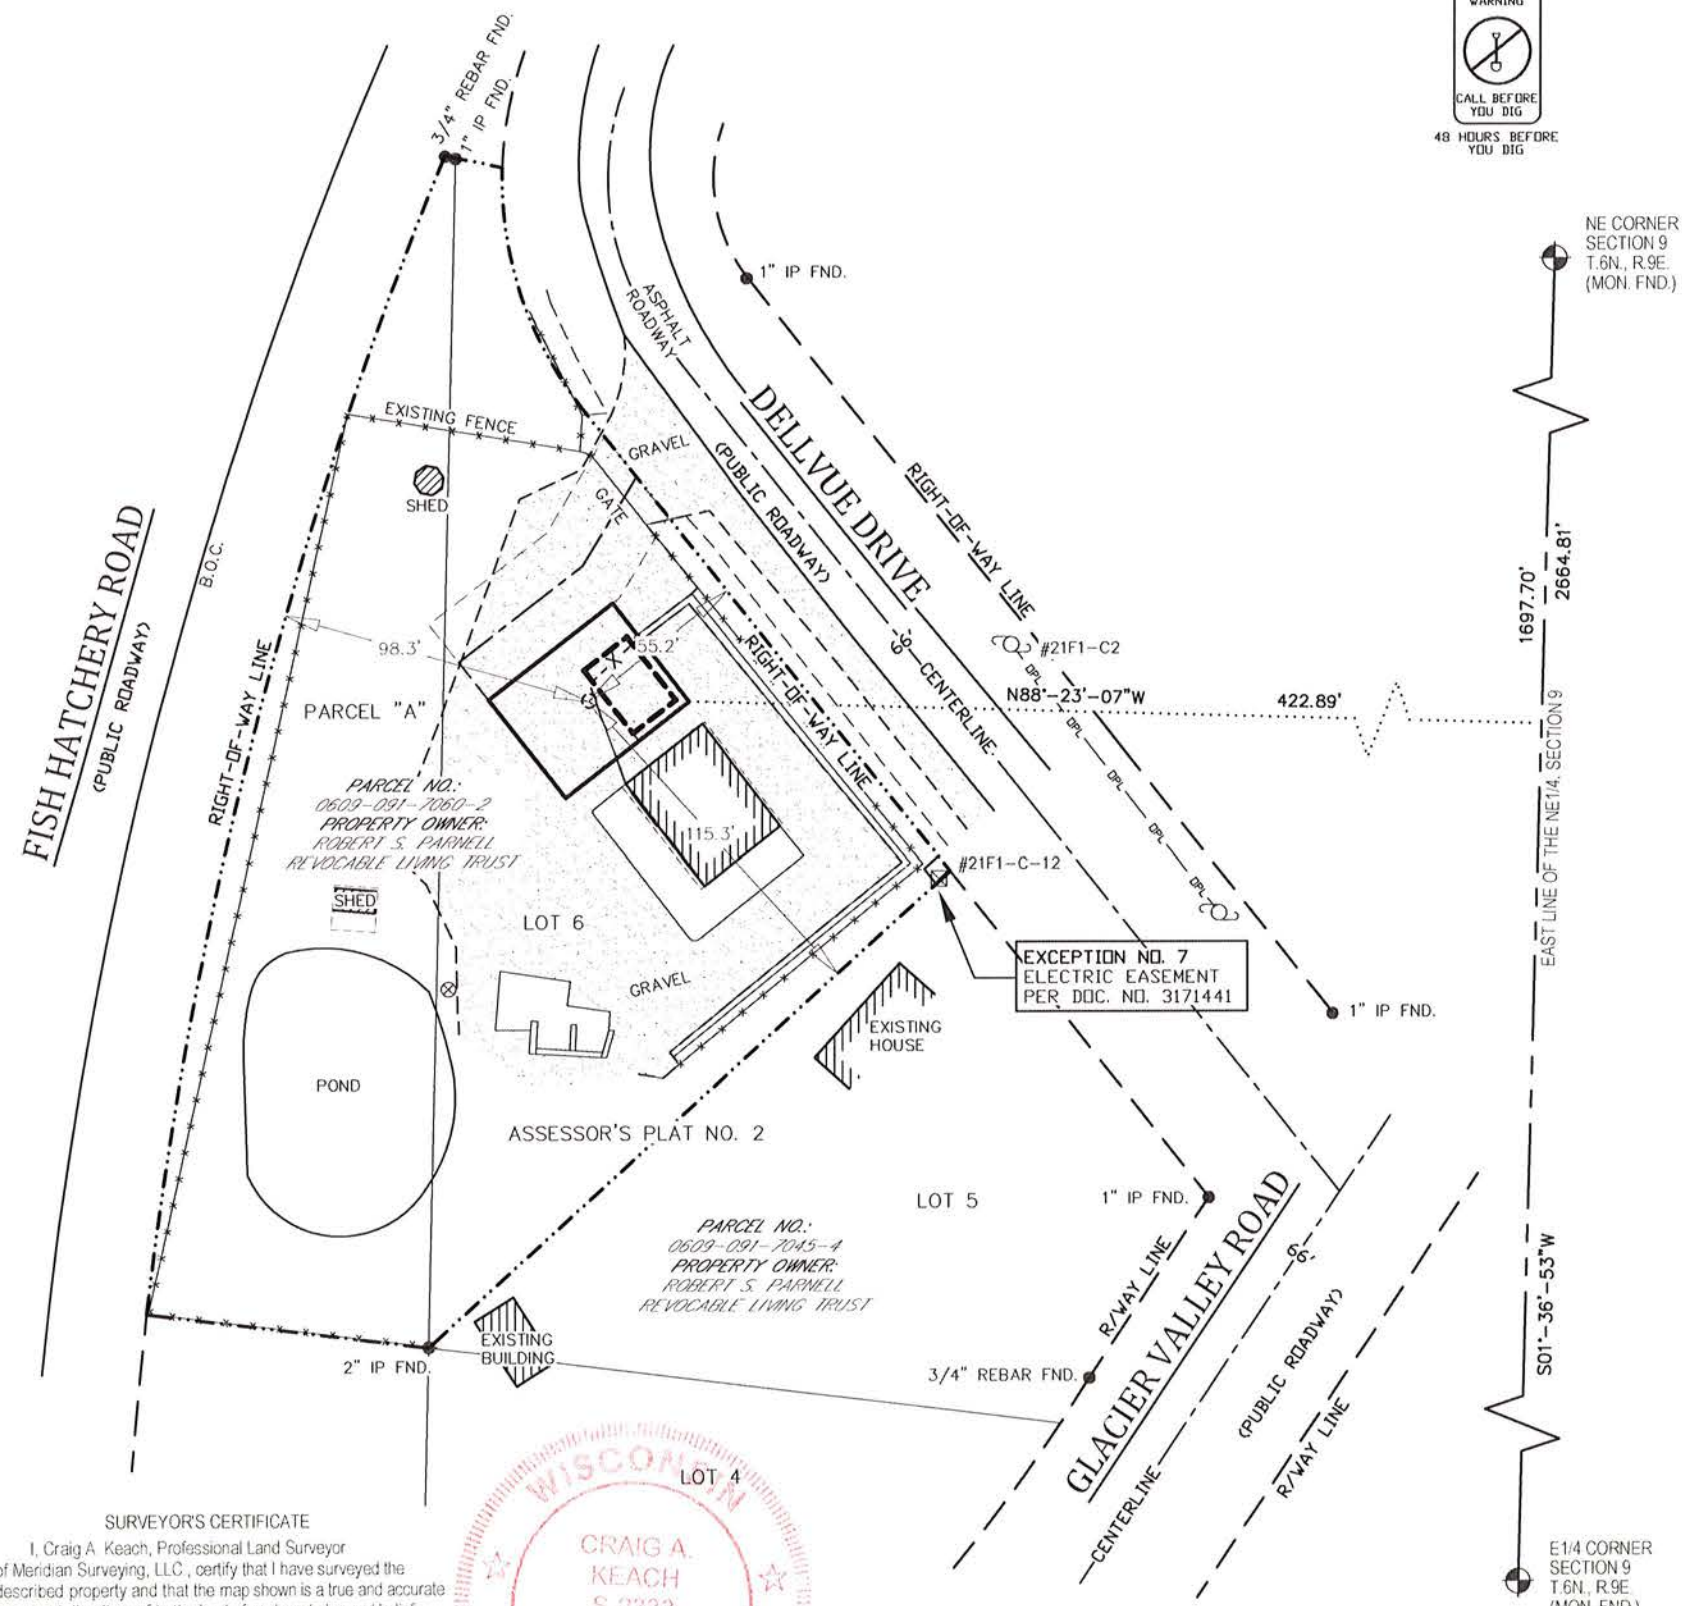 WARNING
CALL BEFORE
YOU DIG
48 HOURS BEFORE
YOU DIG
3/4" REBAR FND.
1" IP FND.
NE CORNER
SECTION 9
T.6N., R.9E.
(MON. FND.)
1" IP FND.
ASPHALT
ROADWAY
EXISTING FENCE
GRAVEL
GATE
SHED
DELLVUE DRIVE
(PUBLIC ROADWAY)
RIGHT-OF-WAY LINE
FISH HATCHERY ROAD
(PUBLIC ROADWAY)
B.O.C.
RIGHT-OF-WAY LINE
98.3'
55.2'
X
RIGHT-OF-WAY LINE
66'
CENTERLINE
#21F1-C2
OPL
OPL
OPL
OPL
OPL
N88°-23'-07"W
422.89'
1697.70'
2664.81'
EAST LINE OF THE NE1/4, SECTION 9
S01°-36'-53"W
PARCEL "A"
PARCEL NO.:
0609-091-7060-2
PROPERTY OWNER:
ROBERT S. PARNELL
REVOCABLE LIVING TRUST
115.3'
#21F1-C-12
SHED
LOT 6
GRAVEL
EXCEPTION NO. 7
ELECTRIC EASEMENT
PER DOC. NO. 3171441
1" IP FND.
EXISTING
HOUSE
POND
ASSESSOR'S PLAT NO. 2
LOT 5
1" IP FND.
PARCEL NO.:
0609-091-7045-4
PROPERTY OWNER:
ROBERT S. PARNELL
REVOCABLE LIVING TRUST
R/WAY LINE
GLACIER VALLEY ROAD
66'
(PUBLIC ROADWAY)
CENTERLINE
R/WAY LINE
EXISTING
BUILDING
2" IP FND.
3/4" REBAR FND.
LOT 4
WISCONSIN
CRAIG A.
KEACH
SURVEYOR'S CERTIFICATE
I, Craig A. Keach, Professional Land Surveyor
of Meridian Surveying, LLC., certify that I have surveyed the
described property and that the map shown is a true and accurate
E1/4 CORNER
SECTION 9
T.6N., R.9E.
(MON. FND.)